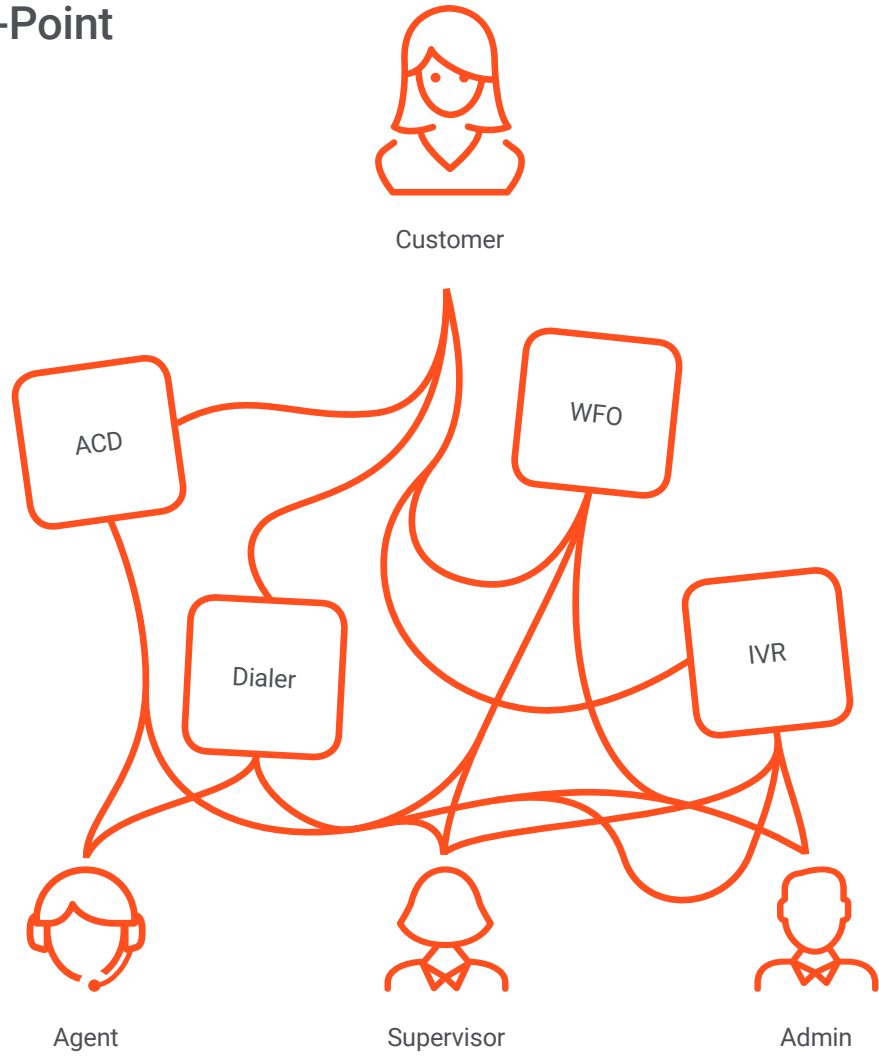 -Point
Customer
WFO
ACD
IVR
Dialer
Agent
Supervisor
Admin